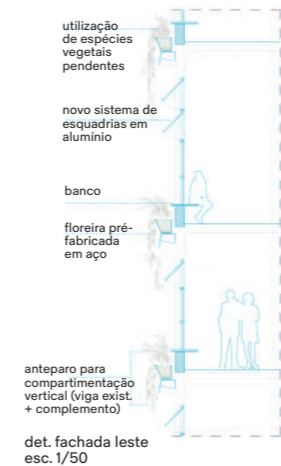 utilização
de espécies
vegetais
pendentes
novo sistema de
esquadrias em
alumínio
banco
floreira pré-
fabricada
em aço
anteparo para
compartimentação
vertical (viga exist.
+ complemento)
det. fachada leste
esc. 1/50